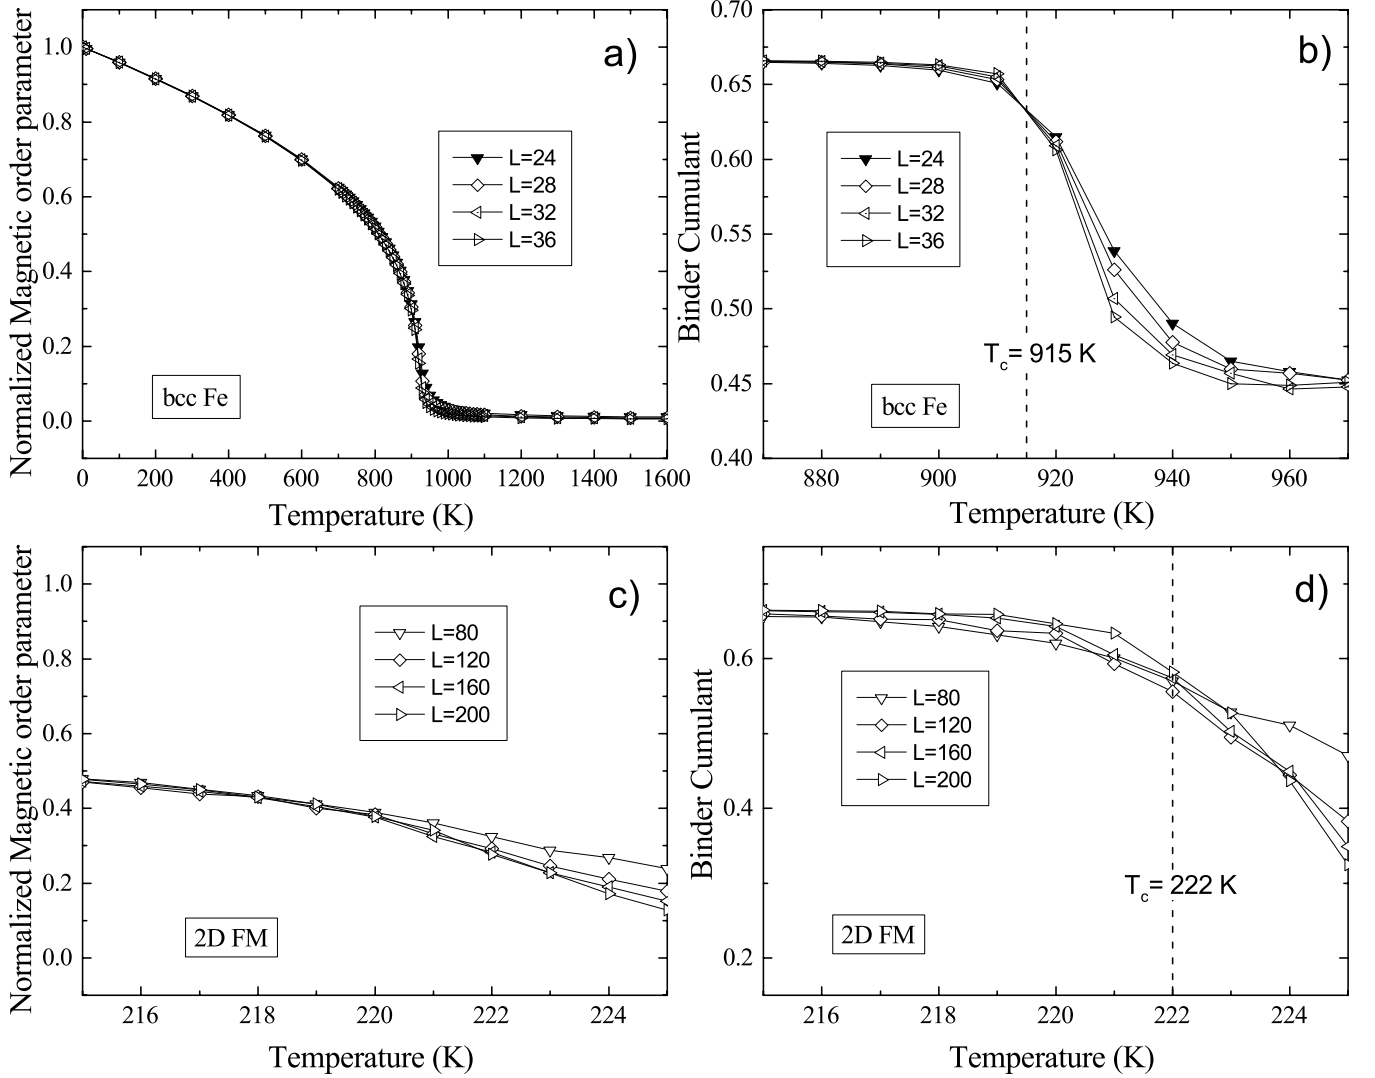 Normalized Magnetic order parameter
1.0
0.8
0.6
0.4
0.2
0.0
a)
L=24
L=28
L=32
L=36
bcc Fe
0 200 400 600 800 1000 1200 1400 1600
Temperature (K)
Binder Cumulant
0.70
0.65
0.60
0.55
0.50
0.45
0.40
b)
L=24
L=28
L=32
L=36
Tc= 915 K
bcc Fe
880 900 920 940 960
Temperature (K)
Normalized Magnetic order parameter
1.0
0.8
0.6
0.4
0.2
0.0
c)
L=80
L=120
L=160
L=200
2D FM
216 218 220 222 224
Temperature (K)
Binder Cumulant
0.6
0.4
0.2
d)
L=80
L=120
L=160
L=200
Tc= 222 K
2D FM
216 218 220 222 224
Temperature (K)